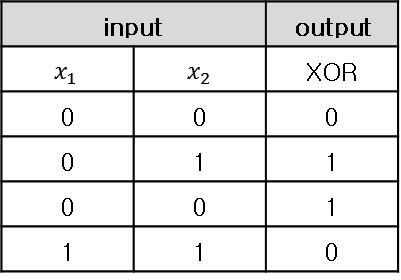 input output
x₁ x₂ XOR
0 0 0
0 1 1
0 0 1
1 1 0